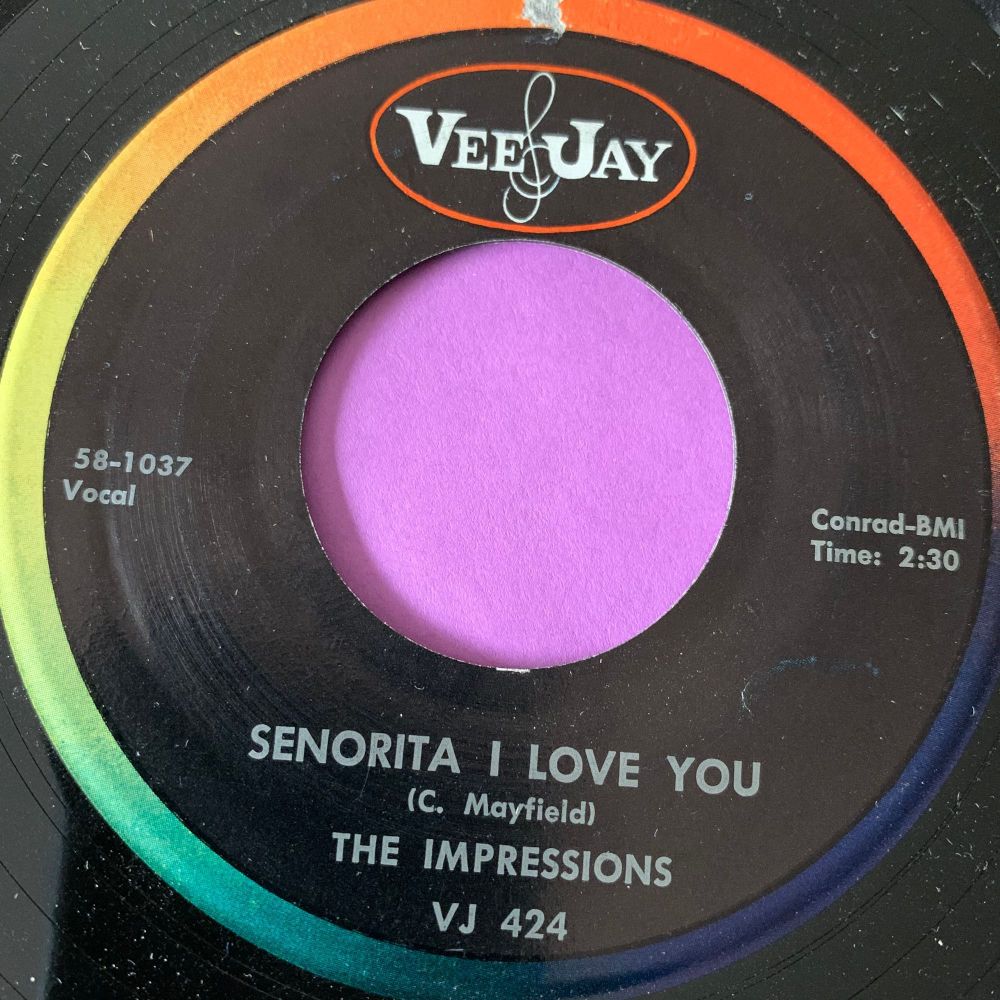 VEE JAY
58-1037
Vocal
Conrad-BMI
Time: 2:30
SENORITA I LOVE YOU
(C. Mayfield)
THE IMPRESSIONS
VJ 424